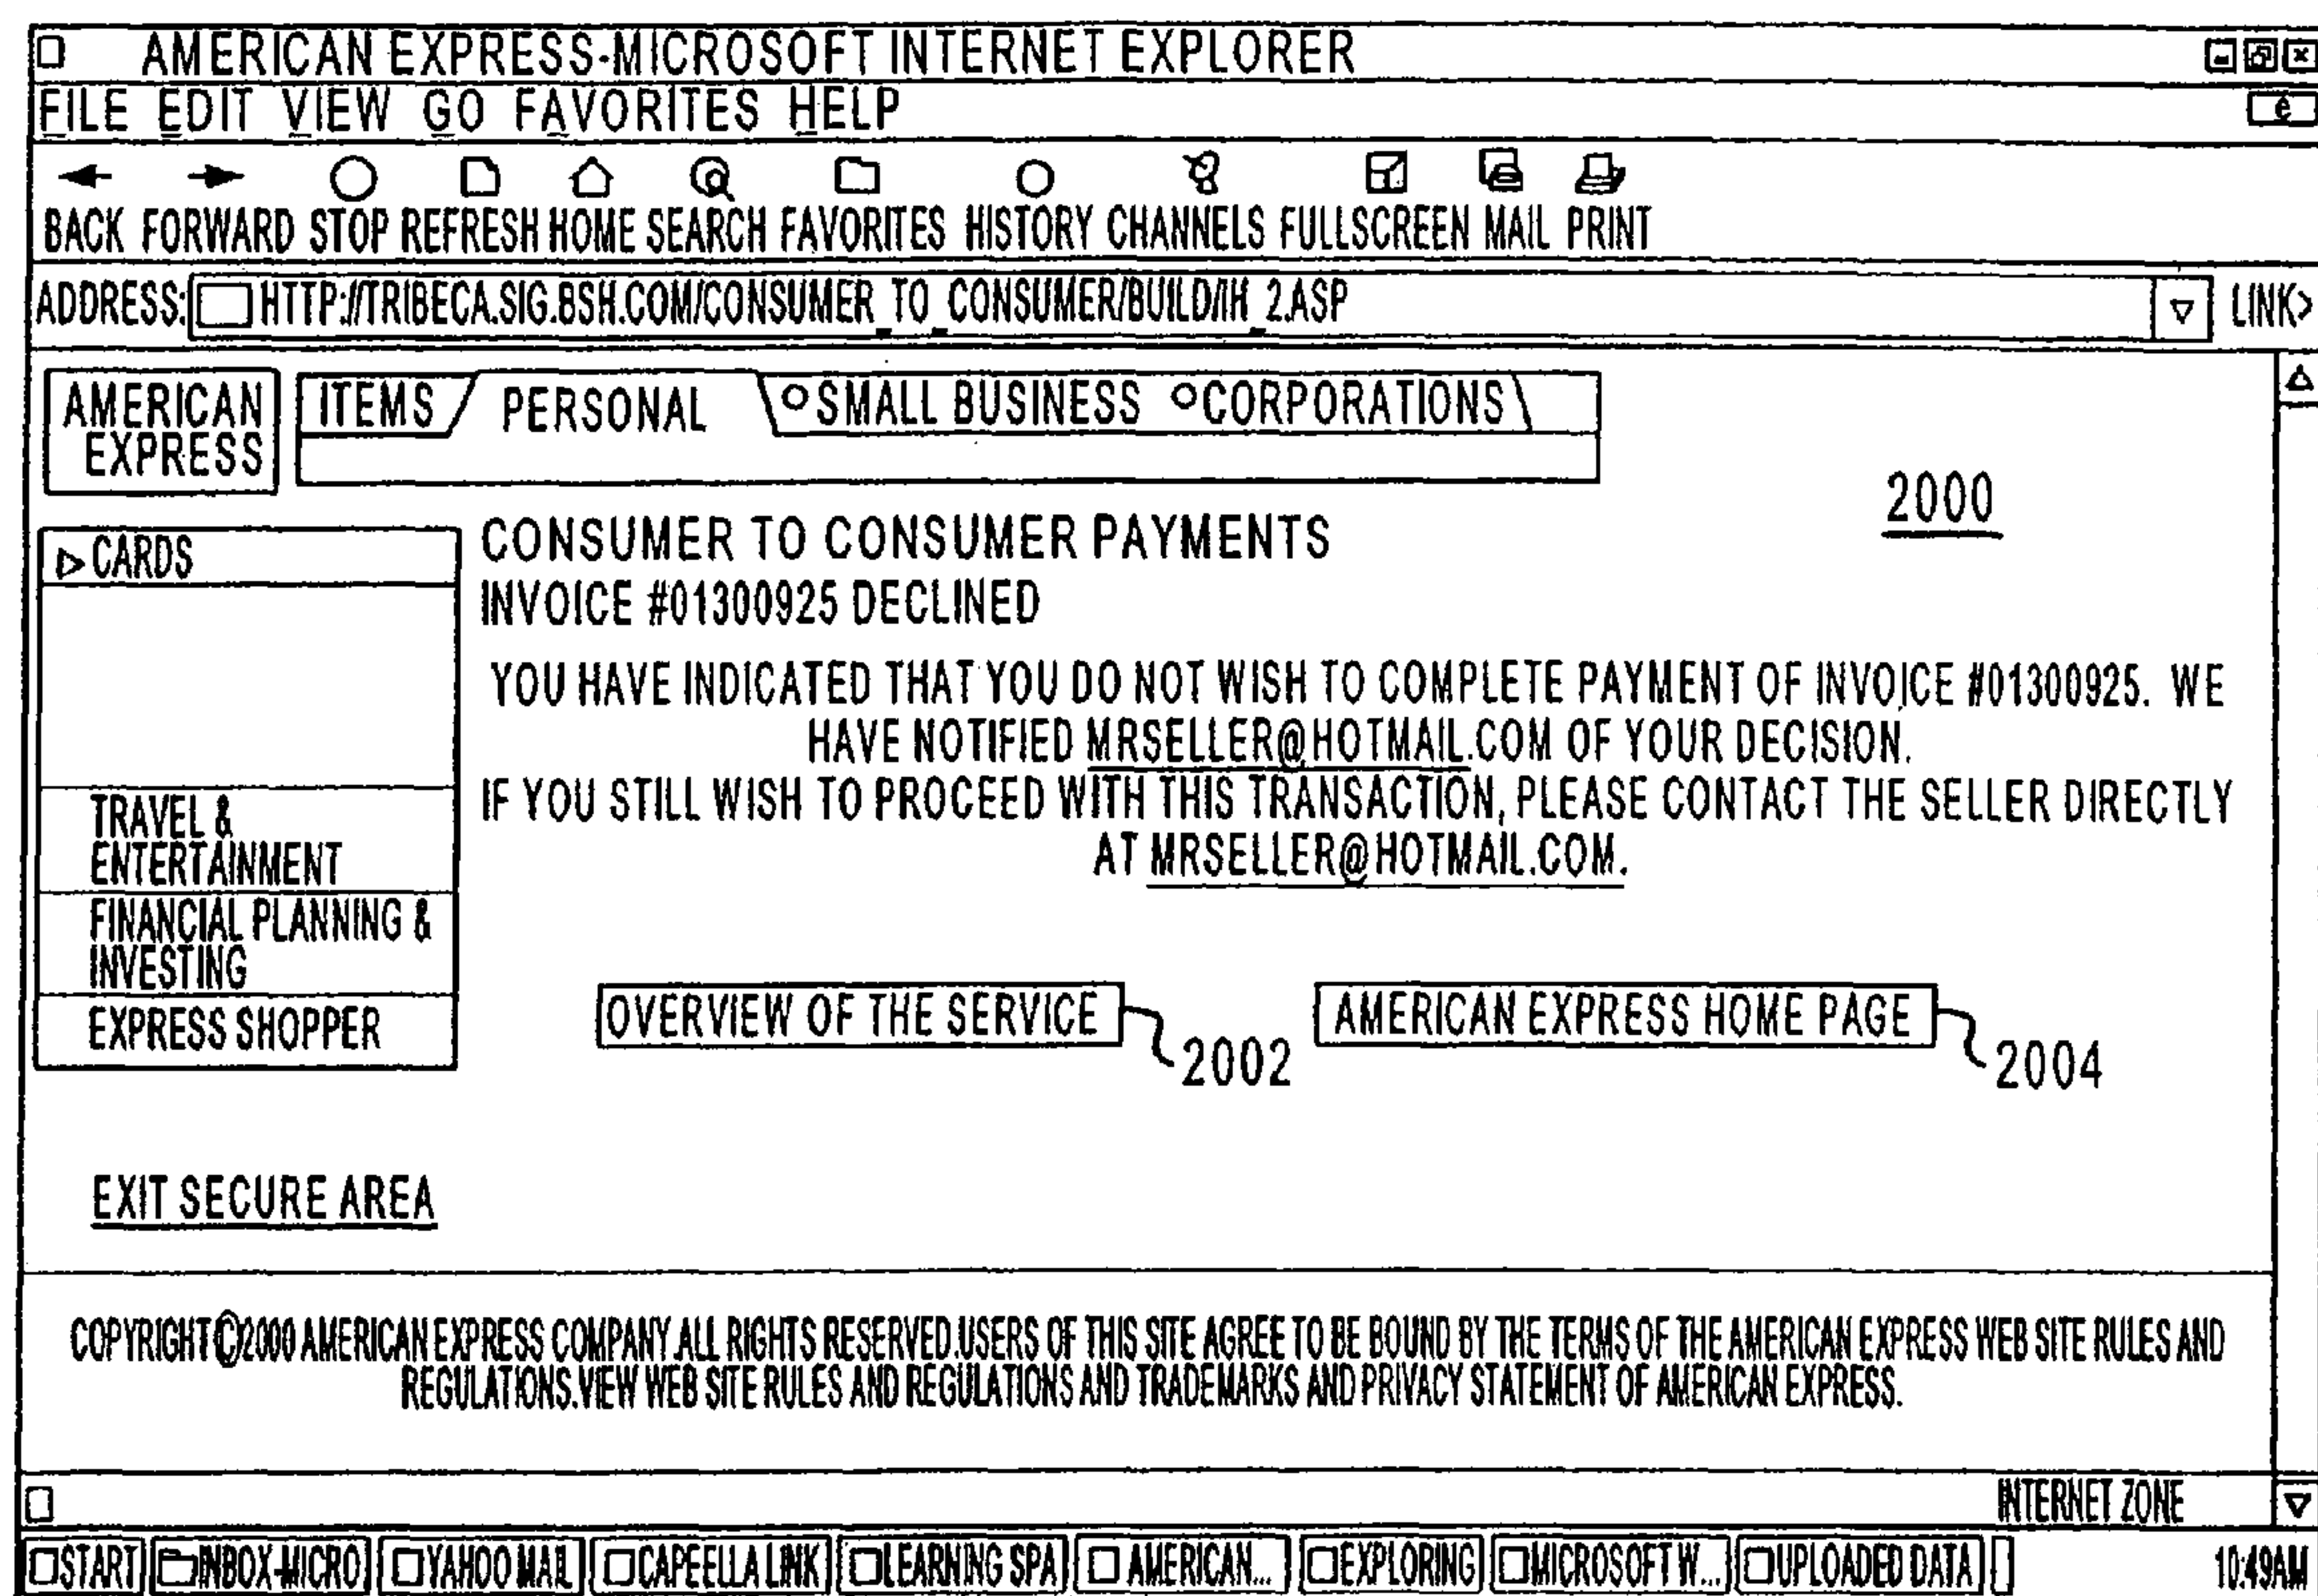 AMERICAN EXPRESS-MICROSOFT INTERNET EXPLORER
FILE EDIT VIEW GO FAVORITES HELP
BACK FORWARD STOP REFRESH HOME SEARCH FAVORITES HISTORY CHANNELS FULLSCREEN MAIL PRINT
ADDRESS: HTTP://TRIBECA.SIG.BSH.COM/CONSUMER_TO_CONSUMER/BUILD/IH_2.ASP LINK>
AMERICAN EXPRESS
ITEMS PERSONAL SMALL BUSINESS CORPORATIONS
2000
CARDS
TRAVEL &
ENTERTAINMENT
FINANCIAL PLANNING &
INVESTING
EXPRESS SHOPPER
CONSUMER TO CONSUMER PAYMENTS
INVOICE #01300925 DECLINED
YOU HAVE INDICATED THAT YOU DO NOT WISH TO COMPLETE PAYMENT OF INVOICE #01300925. WE
HAVE NOTIFIED MRSELLER@HOTMAIL.COM OF YOUR DECISION.
IF YOU STILL WISH TO PROCEED WITH THIS TRANSACTION, PLEASE CONTACT THE SELLER DIRECTLY
AT MRSELLER@HOTMAIL.COM.
OVERVIEW OF THE SERVICE 2002 AMERICAN EXPRESS HOME PAGE 2004
EXIT SECURE AREA
COPYRIGHT©2000 AMERICAN EXPRESS COMPANY.ALL RIGHTS RESERVED.USERS OF THIS SITE AGREE TO BE BOUND BY THE TERMS OF THE AMERICAN EXPRESS WEB SITE RULES AND
REGULATIONS.VIEW WEB SITE RULES AND REGULATIONS AND TRADEMARKS AND PRIVACY STATEMENT OF AMERICAN EXPRESS.
INTERNET ZONE
START INBOX-MICRO YAHOO MAIL CAPEELLA LINK LEARNING SPA AMERICAN... EXPLORING MICROSOFT W... UPLOADED DATA 10:49AM